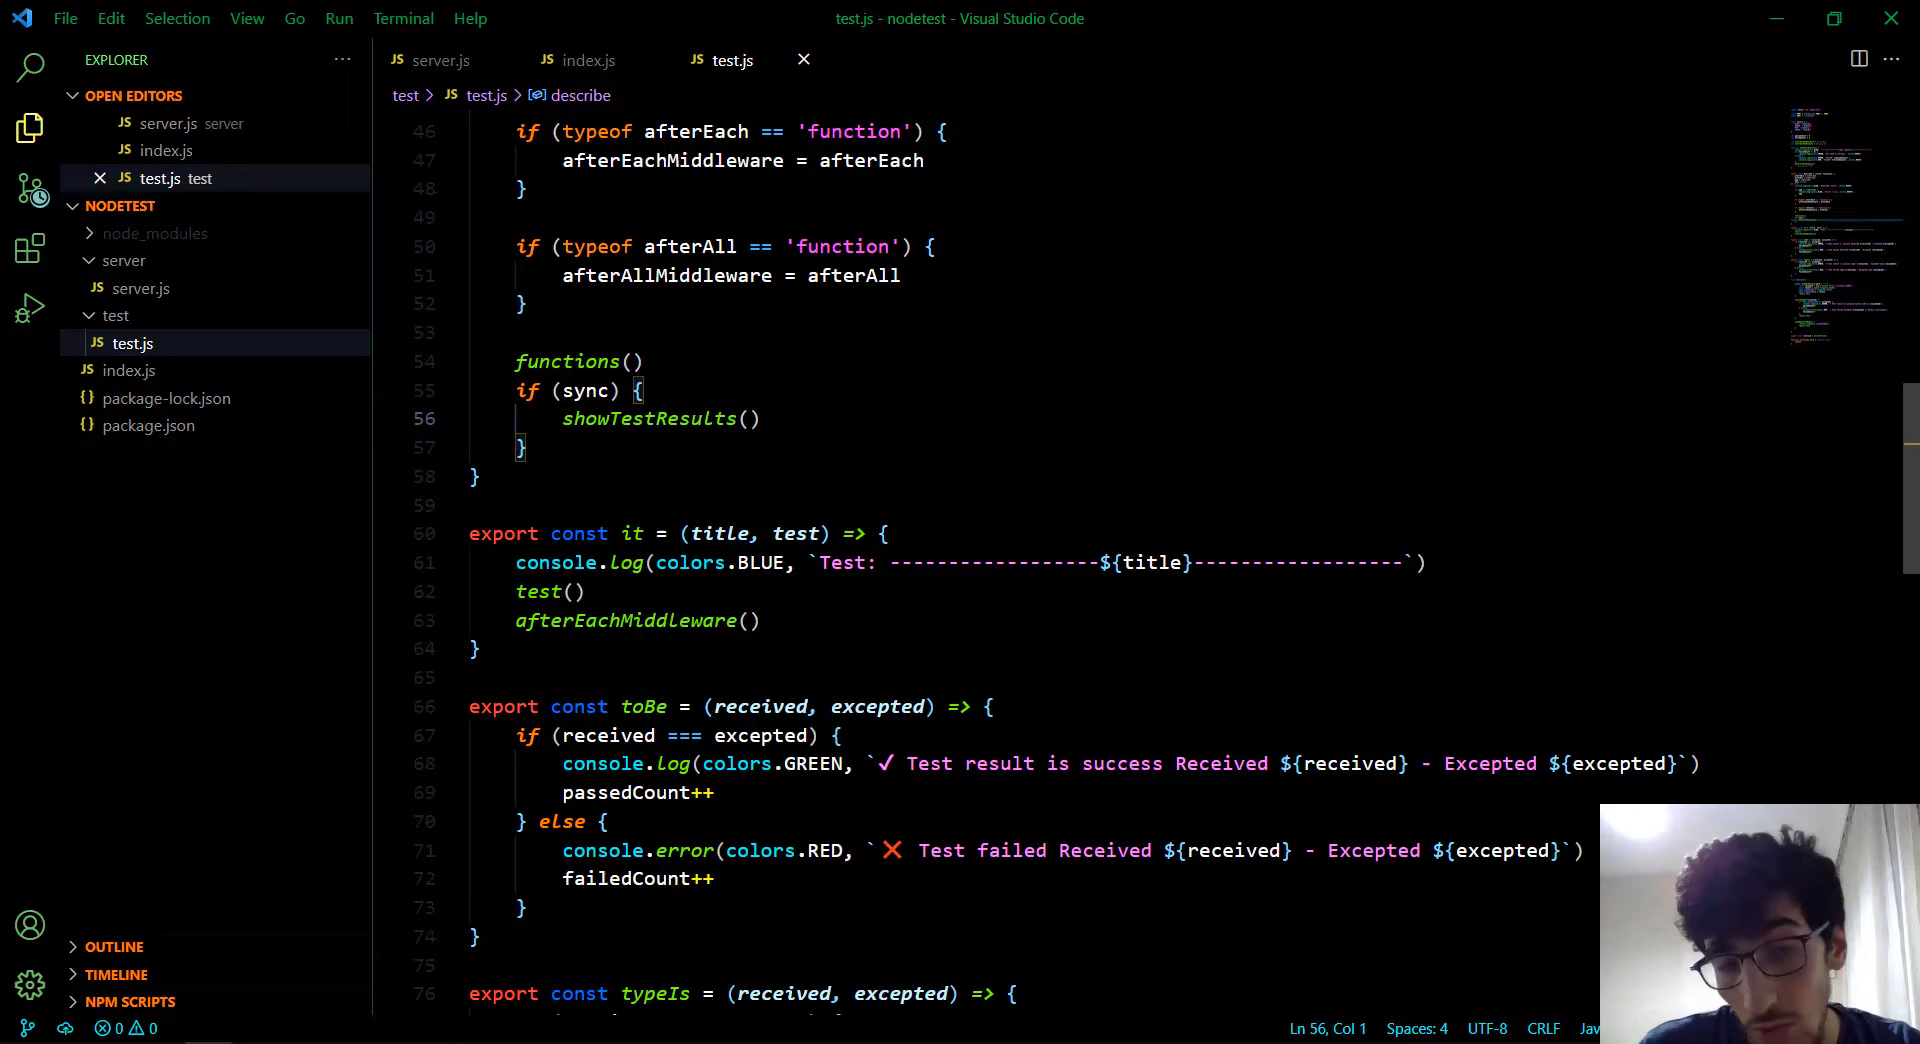 File Edit Selection View Go Run Terminal Help
test.js - nodetest - Visual Studio Code
EXPLORER
OPEN EDITORS
JS server.js server
JS index.js
JS test.js test
NODETEST
node_modules
server
JS server.js
test
JS test.js
JS index.js
{} package-lock.json
{} package.json
OUTLINE
TIMELINE
NPM SCRIPTS
JS server.js JS index.js JS test.js
test > JS test.js > describe
46 if (typeof afterEach == 'function') {
47 afterEachMiddleware = afterEach
48 }
49
50 if (typeof afterAll == 'function') {
51 afterAllMiddleware = afterAll
52 }
53
54 functions()
55 if (sync) {
56 showTestResults()
57 }
58 }
59
60 export const it = (title, test) => {
61 console.log(colors.BLUE, `Test: ------------------${title}------------------`)
62 test()
63 afterEachMiddleware()
64 }
65
66 export const toBe = (received, excepted) => {
67 if (received === excepted) {
68 console.log(colors.GREEN, `✓ Test result is success Received ${received} - Excepted ${excepted}`)
69 passedCount++
70 } else {
71 console.error(colors.RED, `❌ Test failed Received ${received} - Excepted ${excepted}`)
72 failedCount++
73 }
74 }
75
76 export const typeIs = (received, excepted) => {
0 0
Ln 56, Col 1 Spaces: 4 UTF-8 CRLF